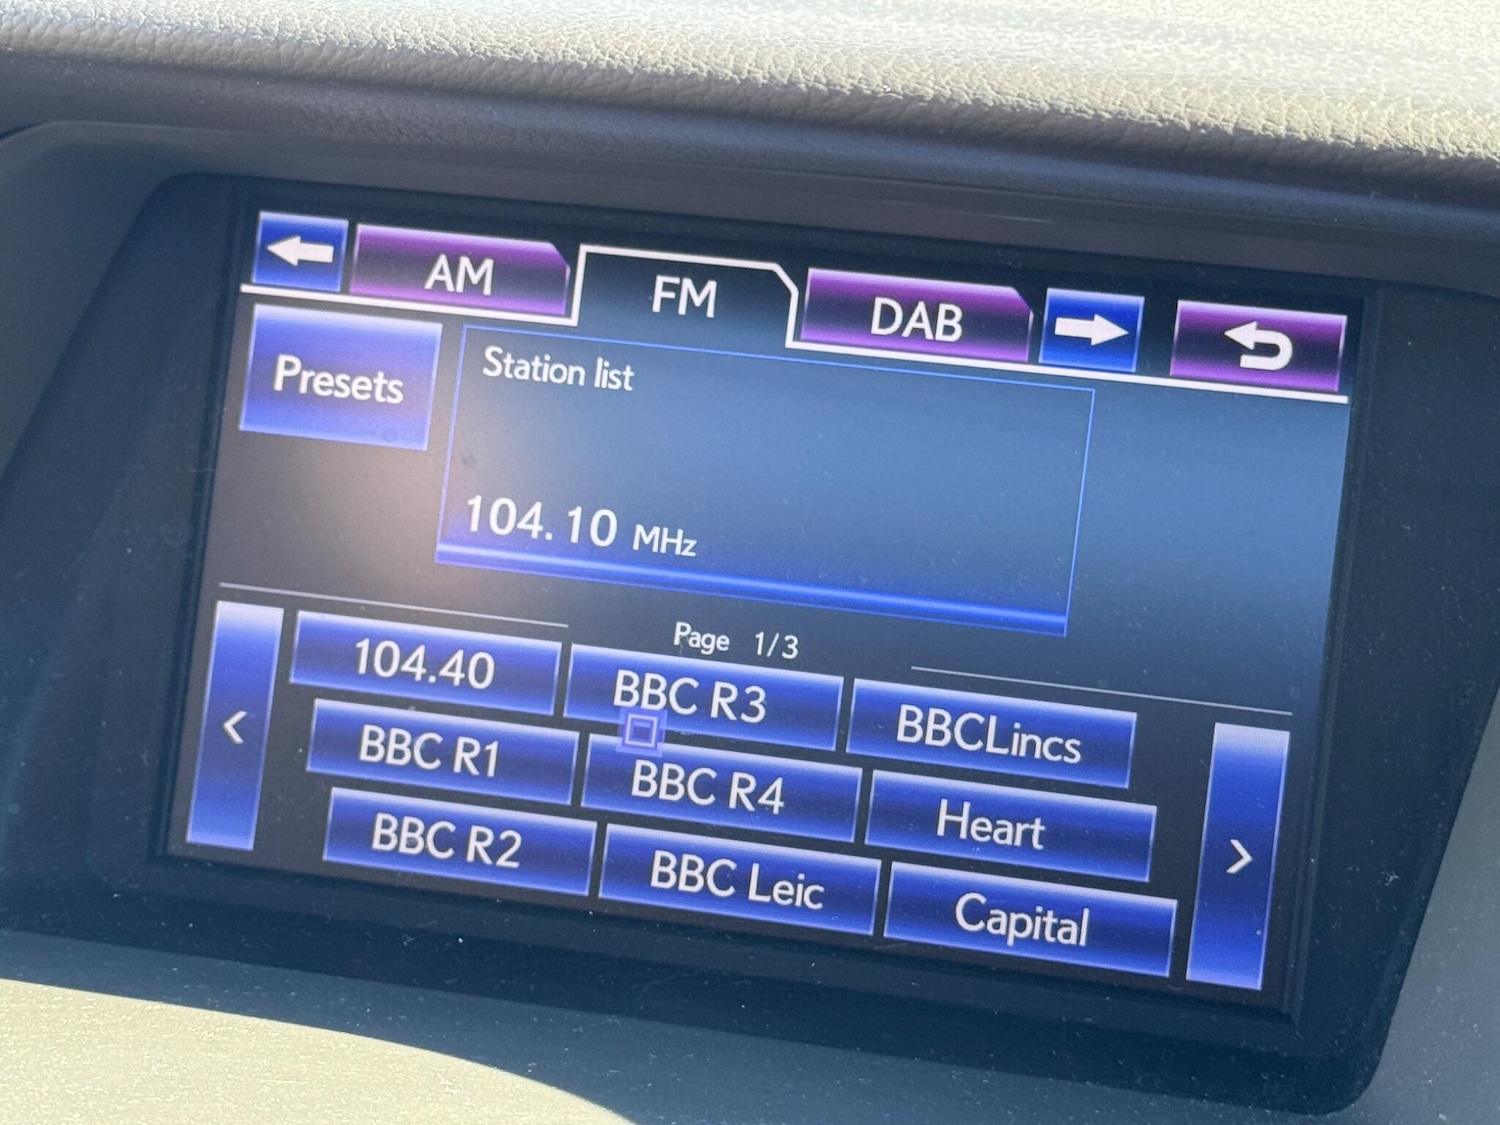 AM
FM
DAB
Presets
Station list
104.10 MHz
Page 1/3
104.40
BBC R3
BBCLincs
BBC R1
BBC R4
Heart
BBC R2
BBC Leic
Capital